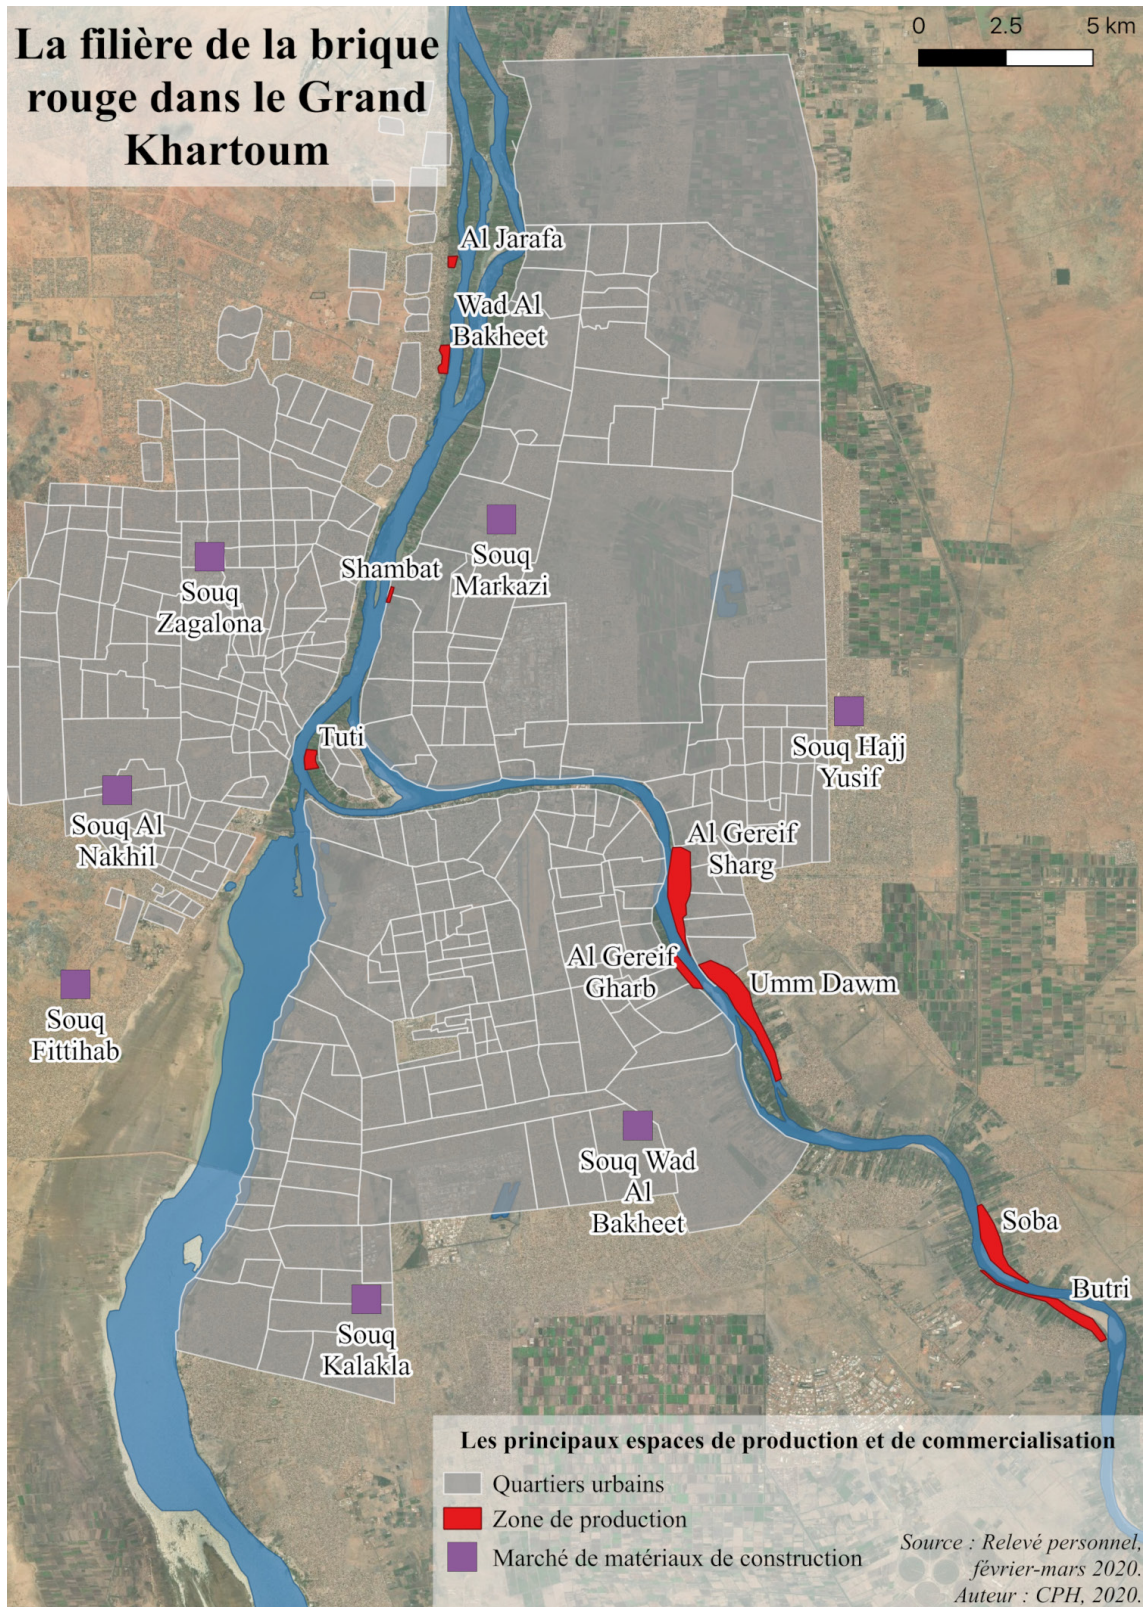 La filière de la brique
rouge dans le Grand
Khartoum
0 2.5 5 km
Al Jarafa
Wad Al
Bakheet
Souq
Markazi
Shambat
Souq
Zagalona
Tuti
Souq Hajj
Yusif
Souq Al
Nakhil
Al Gereif
Sharg
Al Gereif
Gharb
Umm Dawm
Souq
Fittihab
Souq Wad
Al
Bakheet
Soba
Butri
Souq
Kalakla
Les principaux espaces de production et de commercialisation
Quartiers urbains
Zone de production
Marché de matériaux de construction
Source : Relevé personnel,
février-mars 2020.
Auteur : CPH, 2020.